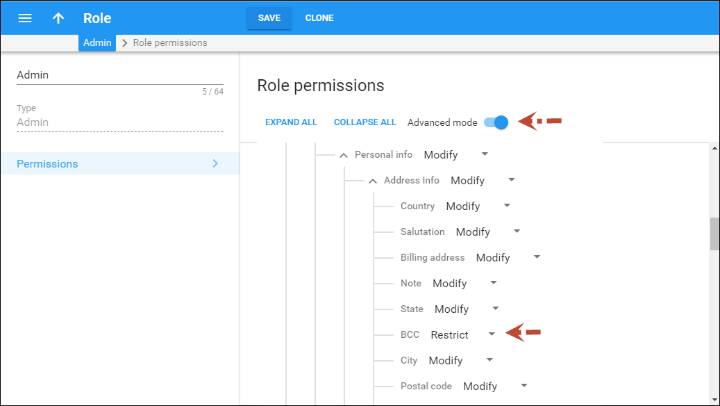 Role
SAVE CLONE
Admin Role permissions
Admin
5 / 64
Type
Admin
Permissions
Role permissions
EXPAND ALL COLLAPSE ALL Advanced mode
Personal info Modify
Address info Modify
Country Modify
Salutation Modify
Billing address Modify
Note Modify
State Modify
BCC Restrict
City Modify
Postal code Modify